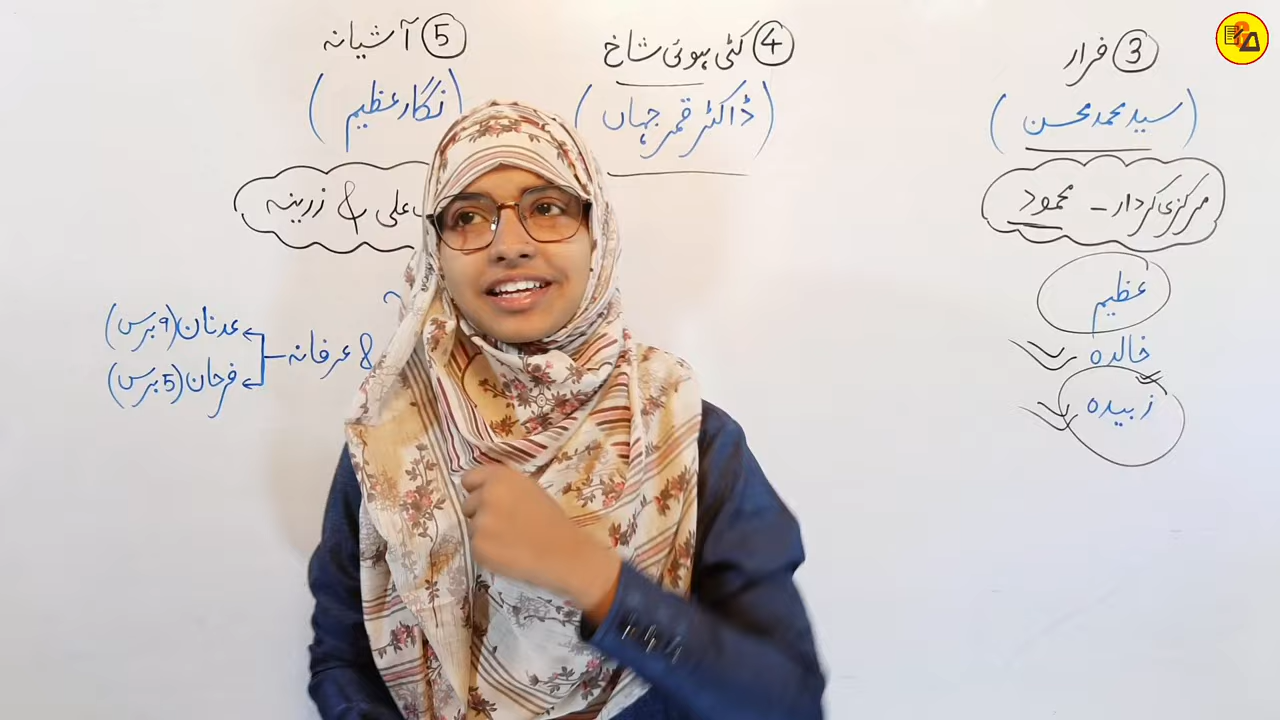 ③ فرار
(سید محمد محسن)
مرکزی کردار - محمود
عظیم
خالدہ
زبیدہ
④ کٹی ہوئی شاخ
(ڈاکٹر قمر جہاں)
⑤ آشیانہ
(نگار عظیم)
علی & زرینہ
& عرفانہ
عدنان (۹ برس)
فرحان (5 برس)